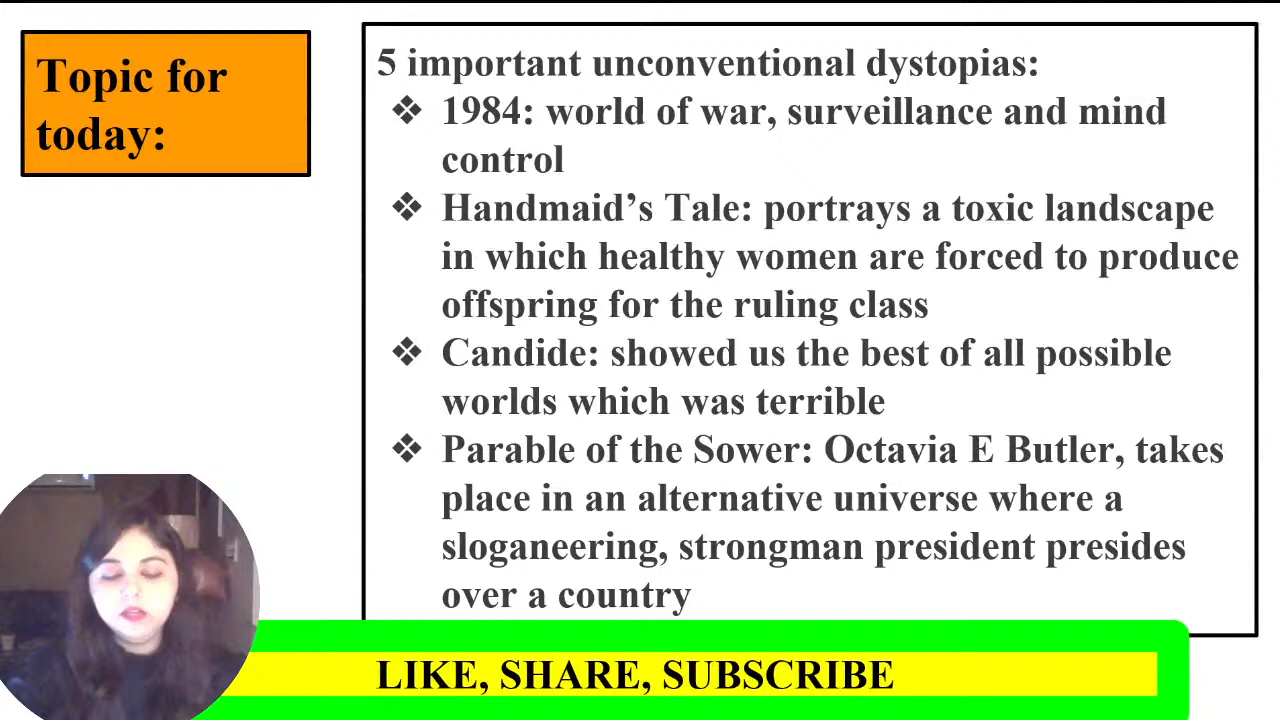 Topic for
today:
5 important unconventional dystopias:
❖ 1984: world of war, surveillance and mind
control
❖ Handmaid’s Tale: portrays a toxic landscape
in which healthy women are forced to produce
offspring for the ruling class
❖ Candide: showed us the best of all possible
worlds which was terrible
❖ Parable of the Sower: Octavia E Butler, takes
place in an alternative universe where a
sloganeering, strongman president presides
over a country
LIKE, SHARE, SUBSCRIBE